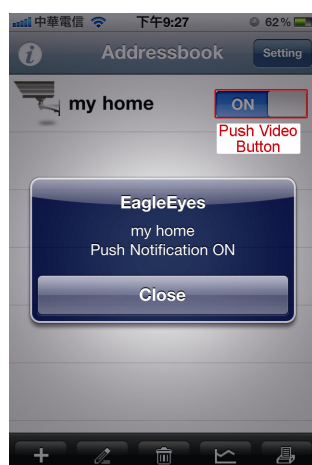 中華電信 下午9:27 62%
Addressbook
Setting
my home
ON
Push Video
Button
EagleEyes
my home
Push Notification ON
Close